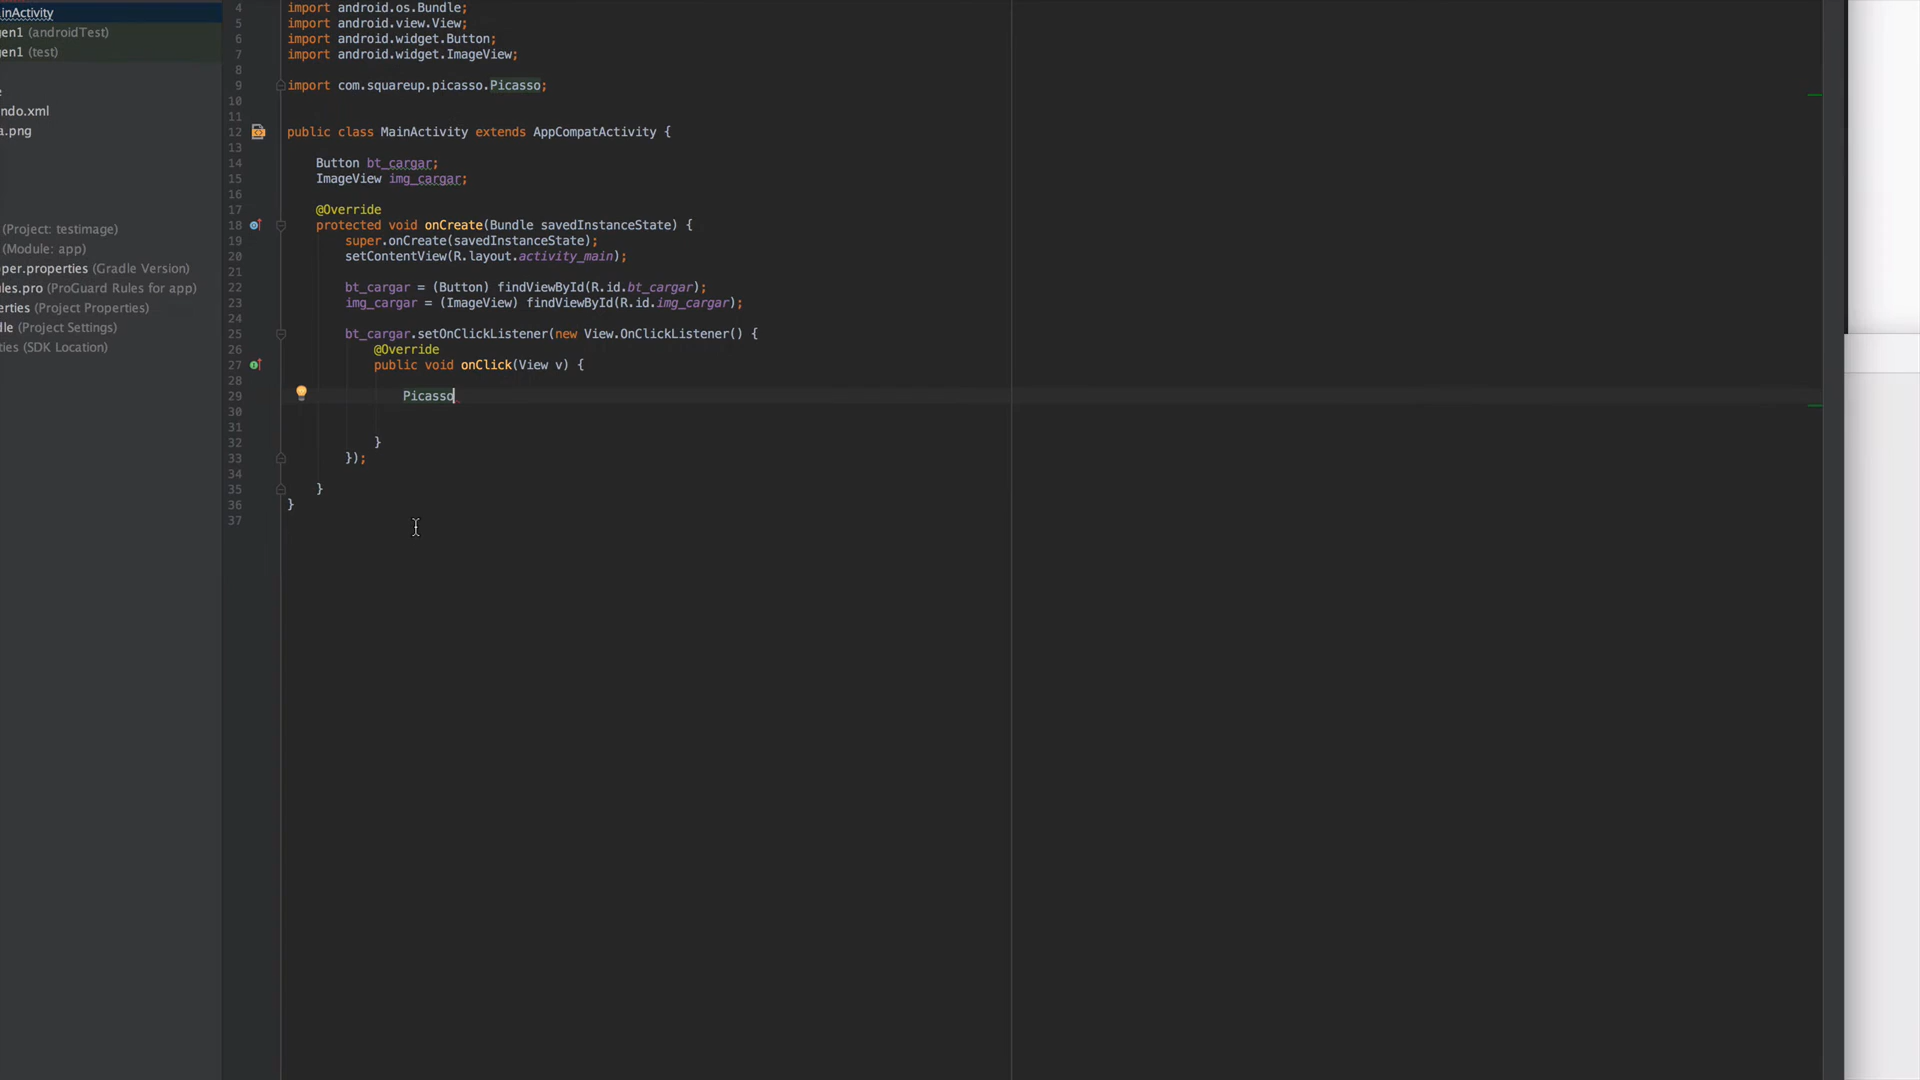 inActivity
gen1 (androidTest)
gen1 (test)
e
ndo.xml
a.png
(Project: testimage)
(Module: app)
per.properties (Gradle Version)
les.pro (ProGuard Rules for app)
erties (Project Properties)
dle (Project Settings)
ties (SDK Location)
4 import android.os.Bundle;
5 import android.view.View;
6 import android.widget.Button;
7 import android.widget.ImageView;
8
9 import com.squareup.picasso.Picasso;
10
11
12 public class MainActivity extends AppCompatActivity {
13
14 Button bt_cargar;
15 ImageView img_cargar;
16
17 @Override
18 protected void onCreate(Bundle savedInstanceState) {
19 super.onCreate(savedInstanceState);
20 setContentView(R.layout.activity_main);
21
22 bt_cargar = (Button) findViewById(R.id.bt_cargar);
23 img_cargar = (ImageView) findViewById(R.id.img_cargar);
24
25 bt_cargar.setOnClickListener(new View.OnClickListener() {
26 @Override
27 public void onClick(View v) {
28
29 Picasso
30
31
32 }
33 });
34
35 }
36 }
37